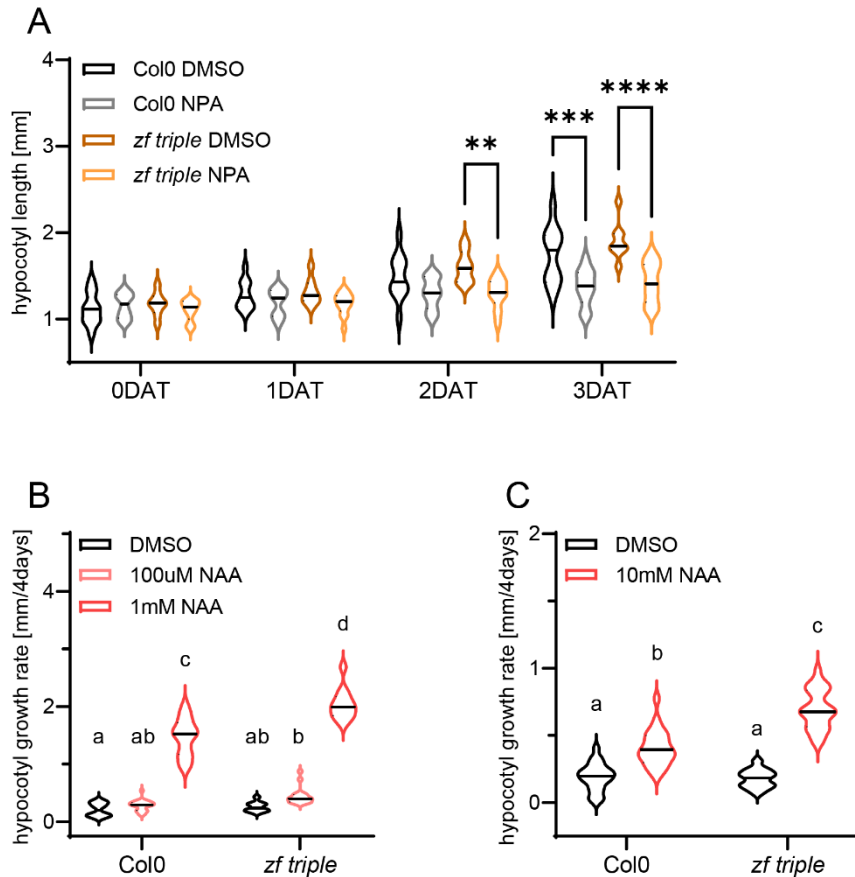 A
hypocotyl length [mm]
4
3
2
1
Col0 DMSO
Col0 NPA
zf triple DMSO
zf triple NPA
**
***
****
0DAT
1DAT
2DAT
3DAT
B
hypocotyl growth rate [mm/4days]
4
2
0
DMSO
100uM NAA
1mM NAA
a
ab
c
ab
b
d
Col0
zf triple
C
hypocotyl growth rate [mm/4days]
2
1
0
DMSO
10mM NAA
a
b
a
c
Col0
zf triple